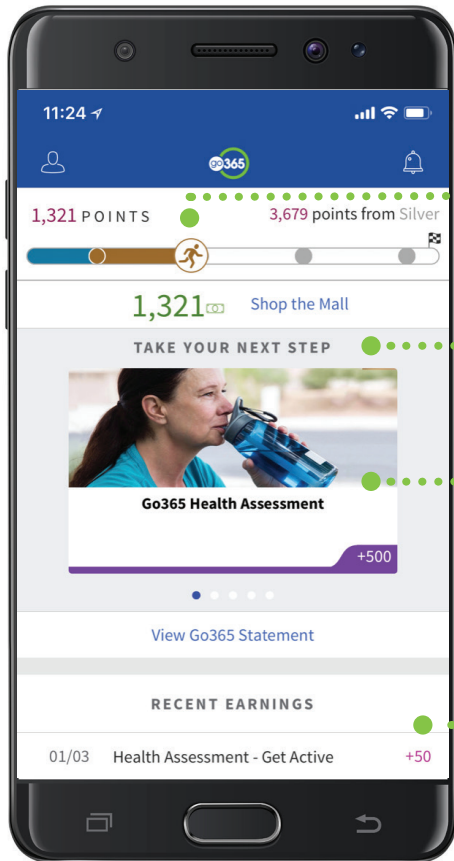 11:24
go365
1,321 POINTS 3,679 points from Silver
1,321 Shop the Mall
TAKE YOUR NEXT STEP
Go365 Health Assessment
+500
View Go365 Statement
RECENT EARNINGS
01/03 Health Assessment - Get Active +50